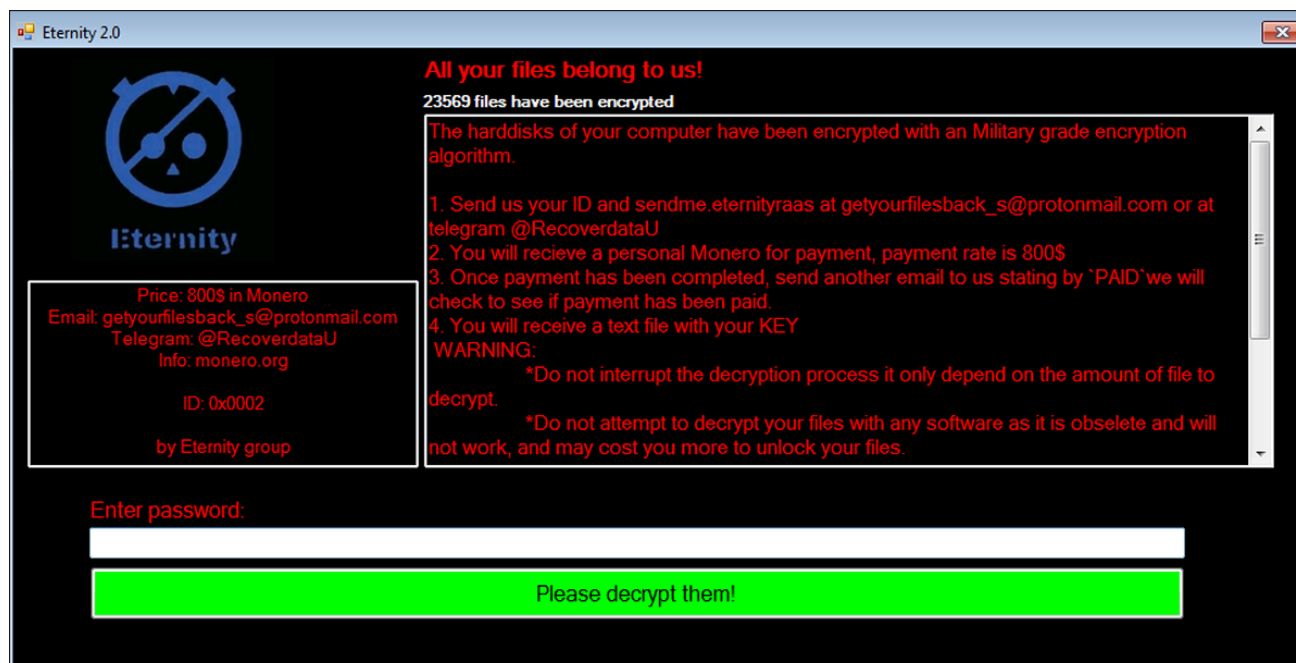 Eternity 2.0
All your files belong to us!
23569 files have been encrypted
The harddisks of your computer have been encrypted with an Military grade encryption
algorithm.
1. Send us your ID and sendme.eternityraas at getyourfilesback_s@protonmail.com or at
telegram @RecoverdataU
2. You will recieve a personal Monero for payment, payment rate is 800$
3. Once payment has been completed, send another email to us stating by `PAID`we will
check to see if payment has been paid.
4. You will receive a text file with your KEY
WARNING:
*Do not interrupt the decryption process it only depend on the amount of file to
decrypt.
*Do not attempt to decrypt your files with any software as it is obselete and will
not work, and may cost you more to unlock your files.
Eternity
Price: 800$ in Monero
Email: getyourfilesback_s@protonmail.com
Telegram: @RecoverdataU
Info: monero.org
ID: 0x0002
by Eternity group
Enter password:
Please decrypt them!